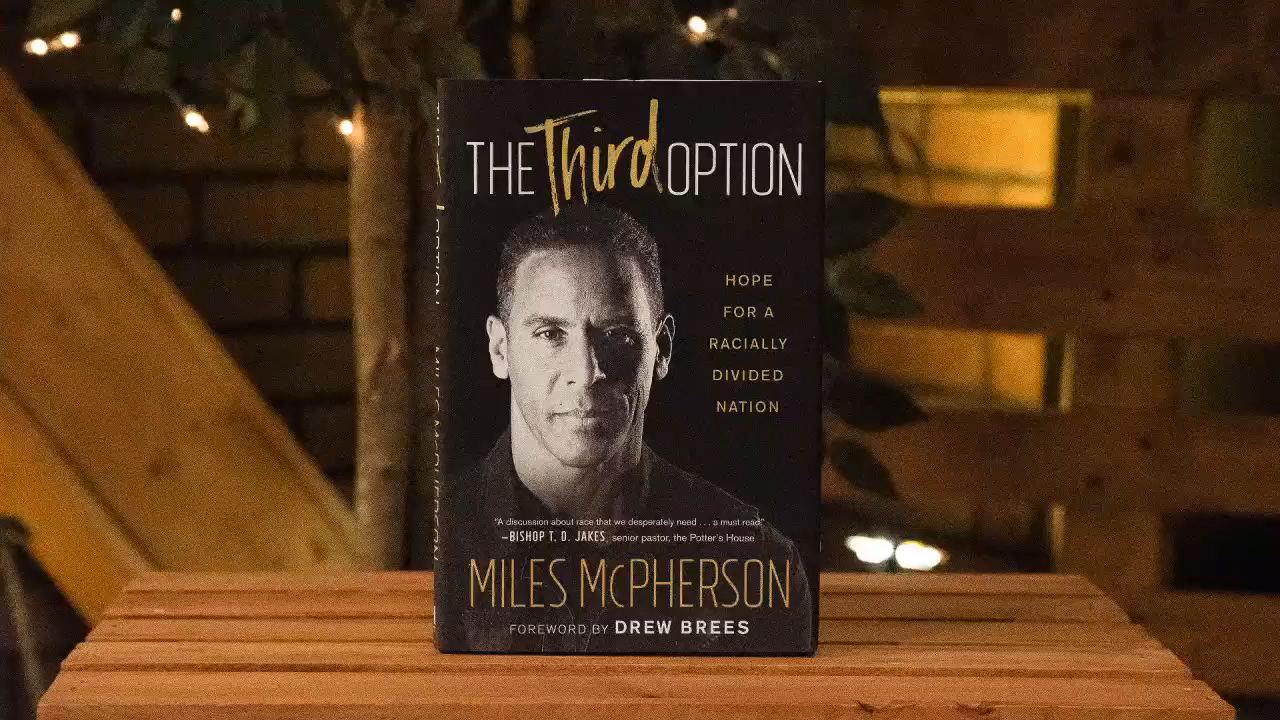 THE Third OPTION
HOPE
FOR A
RACIALLY
DIVIDED
NATION
"A discussion about race that we desperately need . . . a must read."
—BISHOP T. D. JAKES, senior pastor, the Potter's House
MILES McPHERSON
FOREWORD BY DREW BREES